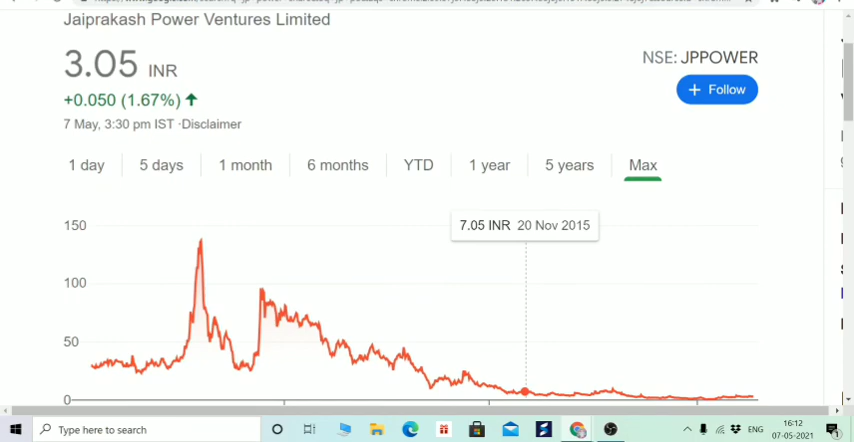 Jaiprakash Power Ventures Limited
3.05 INR
NSE: JPPOWER
+0.050 (1.67%) ↑
+ Follow
7 May, 3:30 pm IST ·Disclaimer
1 day 5 days 1 month 6 months YTD 1 year 5 years Max
7.05 INR 20 Nov 2015
150
100
50
0
Type here to search
ENG
16:12
07-05-2021